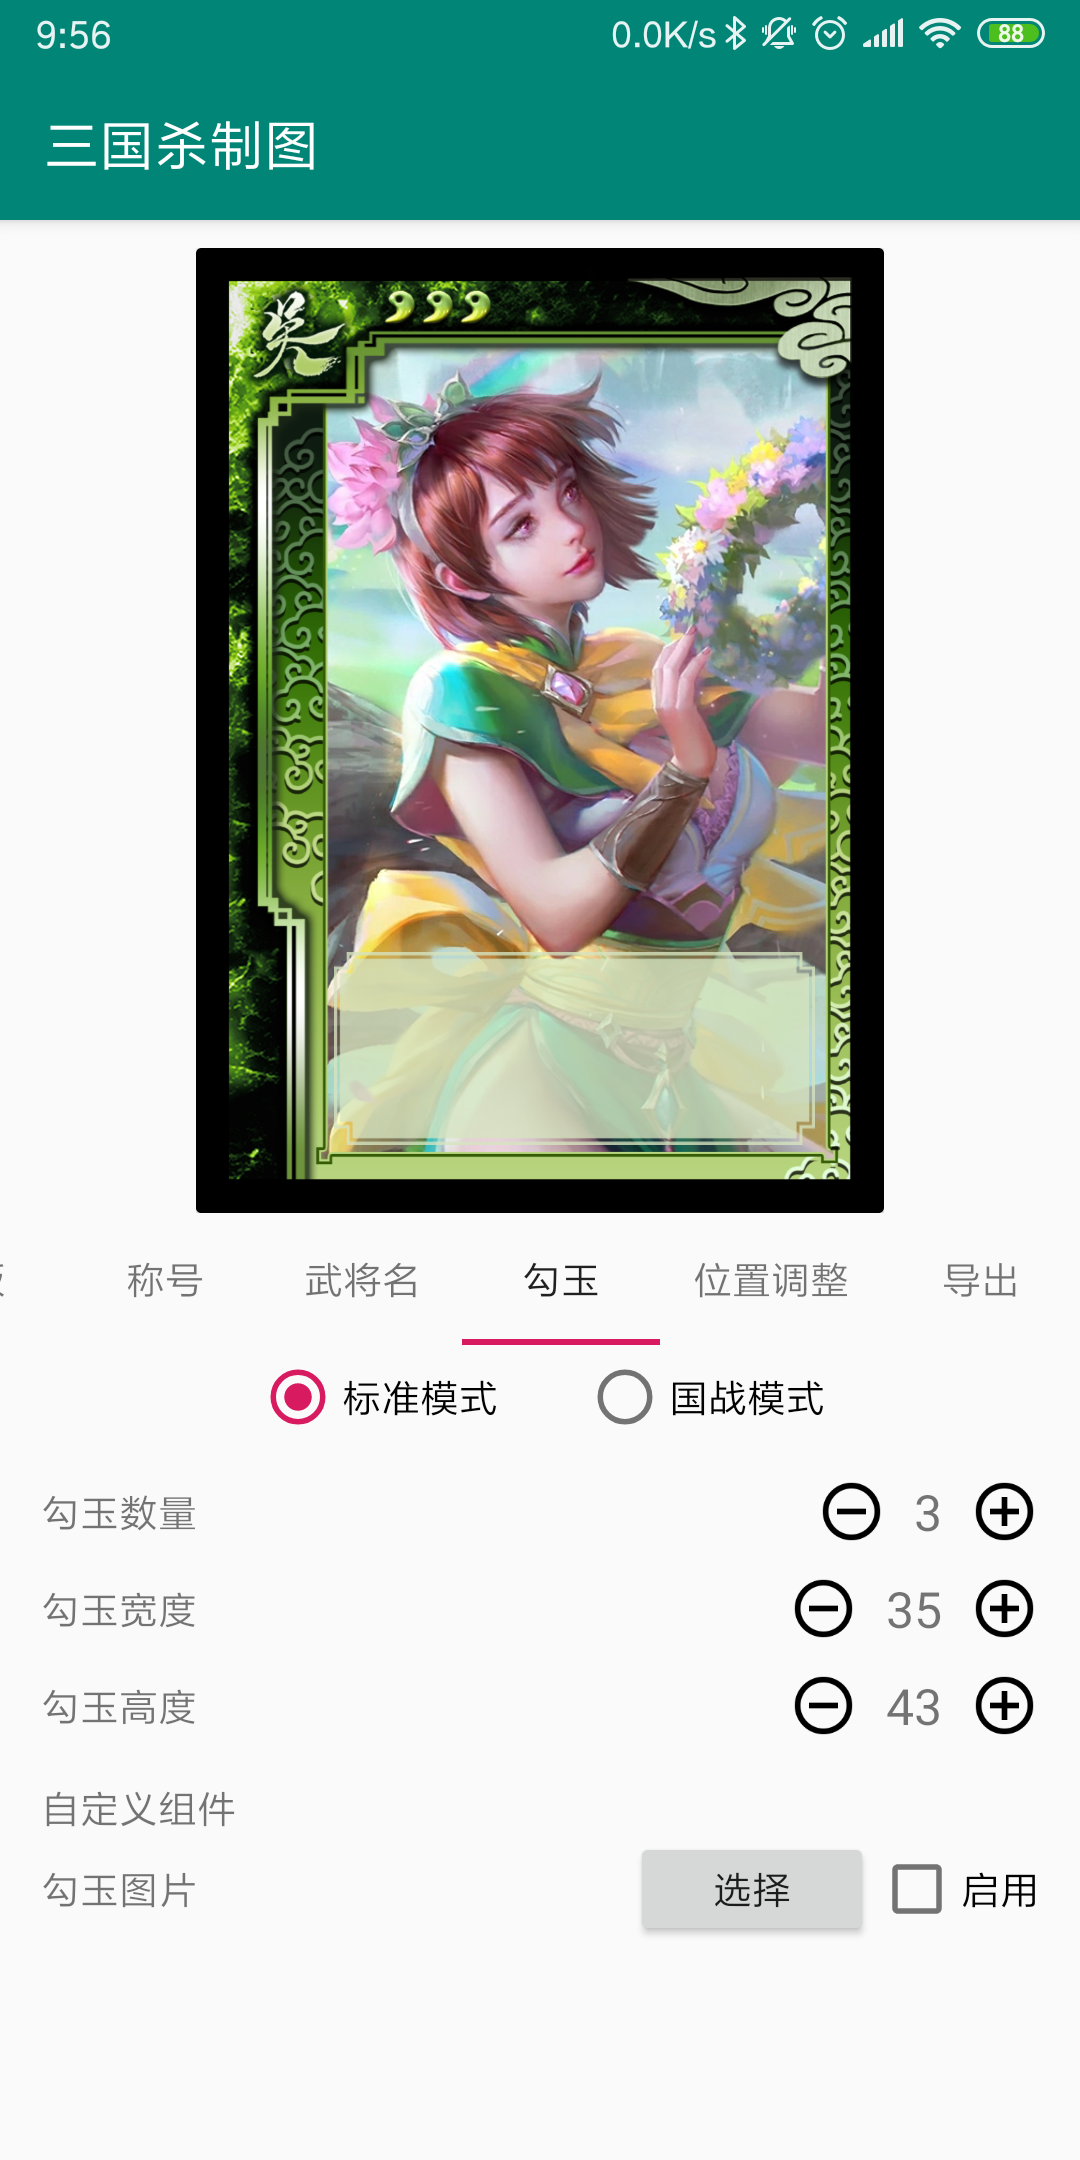 9:56 0.0K/s 88
三国杀制图
吴
称号 武将名 勾玉 位置调整 导出
标准模式 国战模式
勾玉数量 3
勾玉宽度 35
勾玉高度 43
自定义组件
勾玉图片 选择 启用